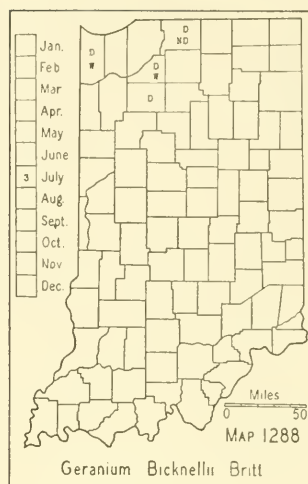 Jan.
Feb
Mar
Apr.
May
June
3 July
Aug.
Sept.
Oct.
Nov
Dec.
D
ND
D
W
D
W
D
Miles
0 50
MAP 1288
Geranium Bicknellii Britt